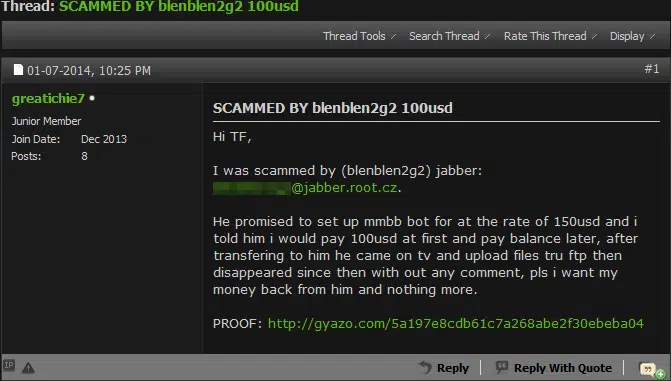 Thread: SCAMMED BY blenblen2g2 100usd
Thread Tools Search Thread Rate This Thread Display
01-07-2014, 10:25 PM #1
greatichie7
Junior Member
Join Date: Dec 2013
Posts: 8
SCAMMED BY blenblen2g2 100usd
Hi TF,
I was scammed by (blenblen2g2) jabber:
@jabber.root.cz.
He promised to set up mmbb bot for at the rate of 150usd and i
told him i would pay 100usd at first and pay balance later, after
transfering to him he came on tv and upload files tru ftp then
disappeared since then with out any comment, pls i want my
money back from him and nothing more.
PROOF: http://gyazo.com/5a197e8cdb61c7a268abe2f30ebeba04
IP Reply Reply With Quote